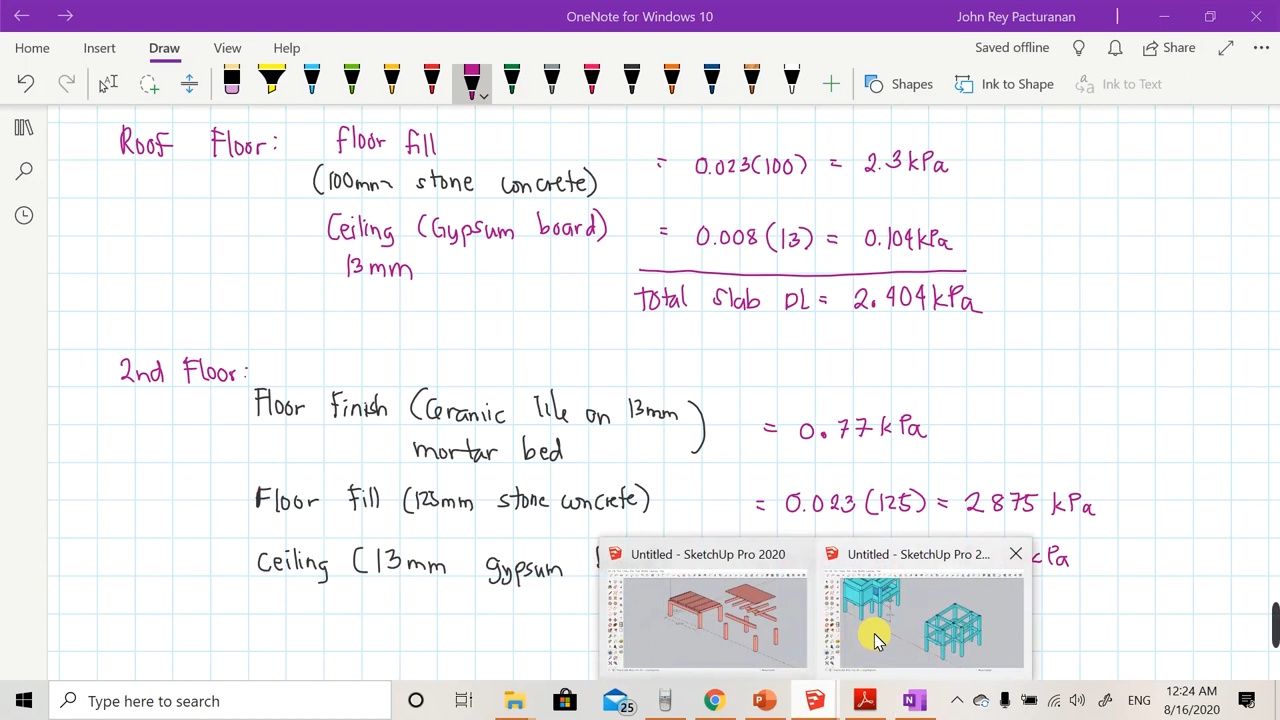 OneNote for Windows 10
John Rey Pacturanan
Home Insert Draw View Help
Saved offline
Share
Shapes
Ink to Shape
Ink to Text
Roof Floor: floor fill
(100mm stone concrete) = 0.023(100) = 2.3 kPa
Ceiling (Gypsum board) = 0.008 (13) = 0.104 kPa
13mm
total slab DL = 2.404 kPa
2nd Floor:
Floor Finish (Ceramic Tile on 13mm
mortar bed) = 0.77 kPa
Floor fill (125mm stone concrete) = 0.023 (125) = 2.875 kPa
Ceiling (13mm gypsum
kPa
Untitled - SketchUp Pro 2020
Untitled - SketchUp Pro 2...
Type here to search
25
ENG
12:24 AM
8/16/2020